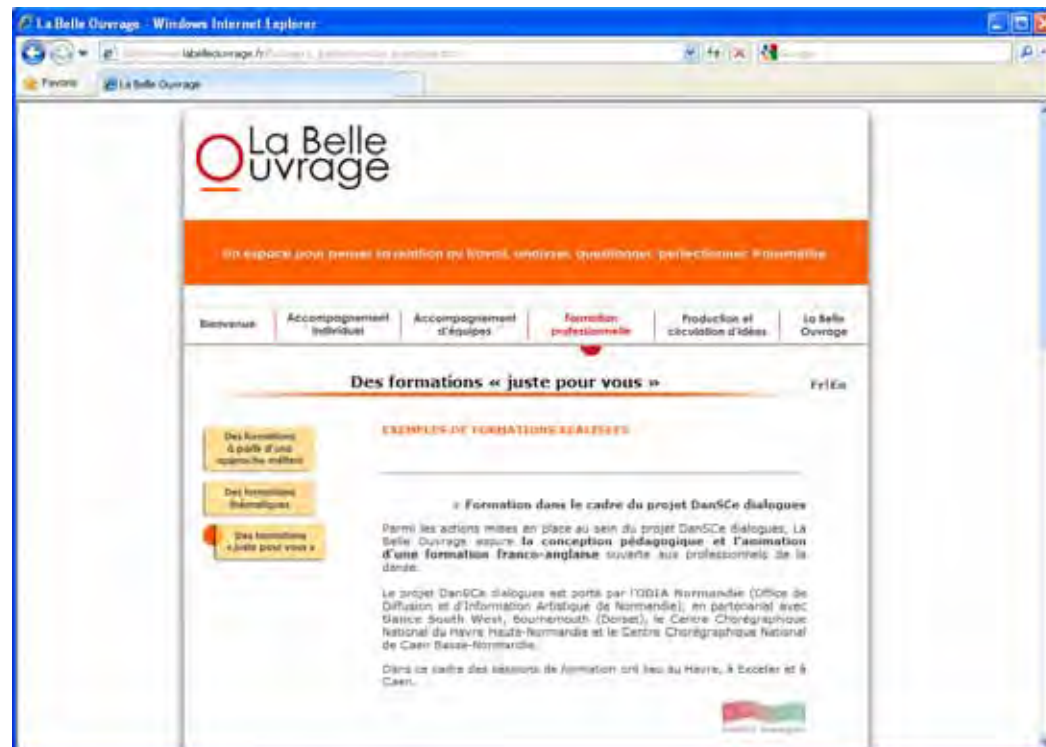 La Belle Ouvrage - Windows Internet Explorer
labelleouvrage.fr
Favoris La Belle Ouvrage
La Belle
Ouvrage
Un espace pour penser la relation au travail, analyser, questionner, perfectionner, transmettre
Bienvenue
Accompagnement
individuel
Accompagnement
d'équipes
Formation
professionnelle
Production et
circulation d'idées
La Belle
Ouvrage
Des formations « juste pour vous »
Fr|En
Des formations
à partir d'une
approche métiers
Des formations
thématiques
Des formations
« juste pour vous »
EXEMPLES DE FORMATIONS REALISEES
Formation dans le cadre du projet DanSCe dialogues
Parmi les actions mises en place au sein du projet DanSCe dialogues, La
Belle Ouvrage assure la conception pédagogique et l'animation
d'une formation franco-anglaise ouverte aux professionnels de la
danse.
Le projet DanSCe dialogues est porté par l'ODIA Normandie (Office de
Diffusion et d'Information Artistique de Normandie), en partenariat avec
Dance South West, Bournemouth (Dorset), le Centre Chorégraphique
National du Havre Haute-Normandie et le Centre Chorégraphique National
de Caen Basse-Normandie.
Dans ce cadre des sessions de formation ont lieu au Havre, à Exceter et à
Caen.